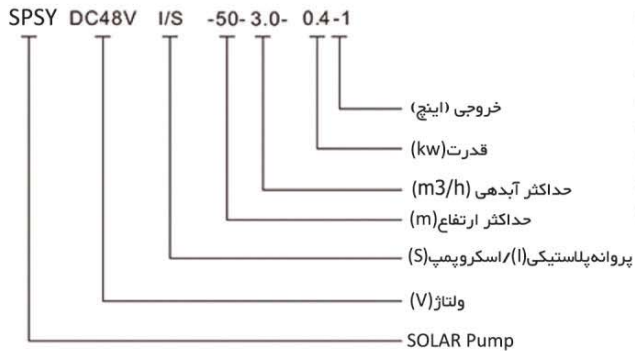 SPSY DC48V I/S -50- 3.0- 0.4-1
خروجی (اینچ)
قدرت(kw)
حداکثر آبدهی (m3/h)
حداکثر ارتفاع(m)
پروانه‌پلاستیکی(I)/اسکروپمپ(S)
ولتاژ(V)
SOLAR Pump